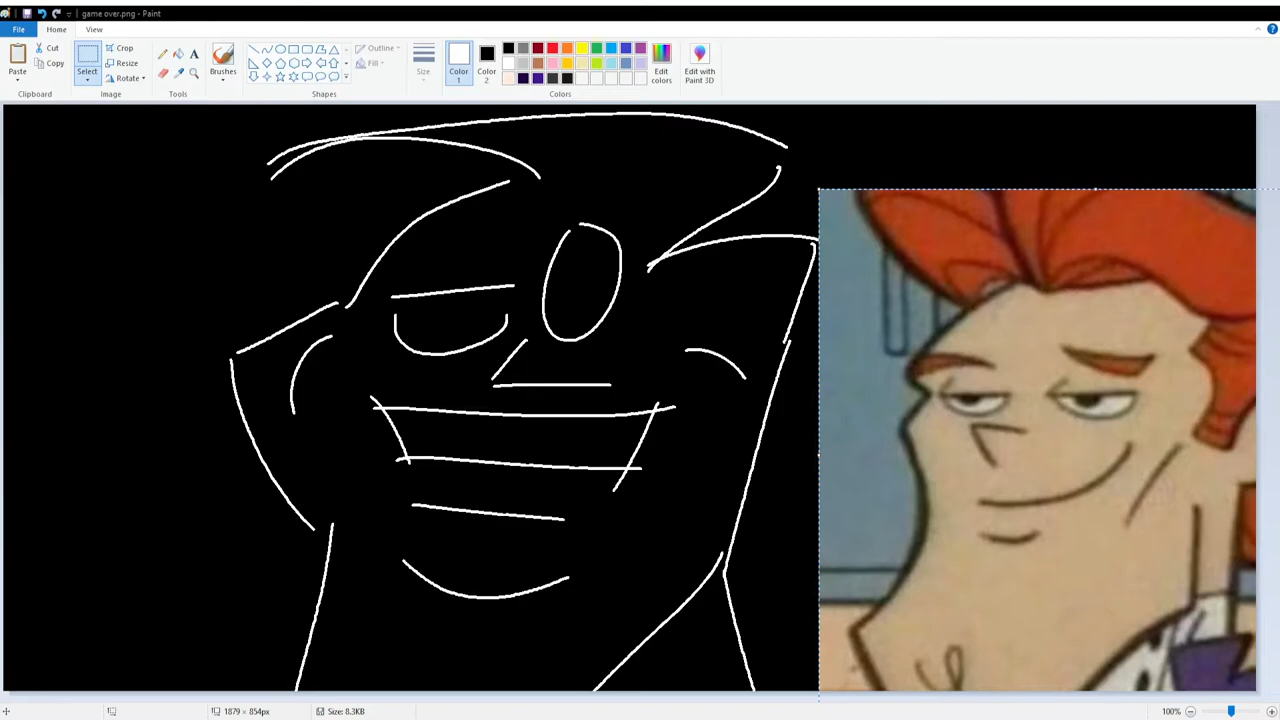 game over.png - Paint
File Home View
Paste
Cut
Copy
Clipboard
Select
Crop
Resize
Rotate
Image
A
Tools
Brushes
Shapes
Outline
Fill
Size
Color 1
Color 2
Colors
Edit colors
Edit with Paint 3D
1879 × 854px
Size: 8.3KB
100%